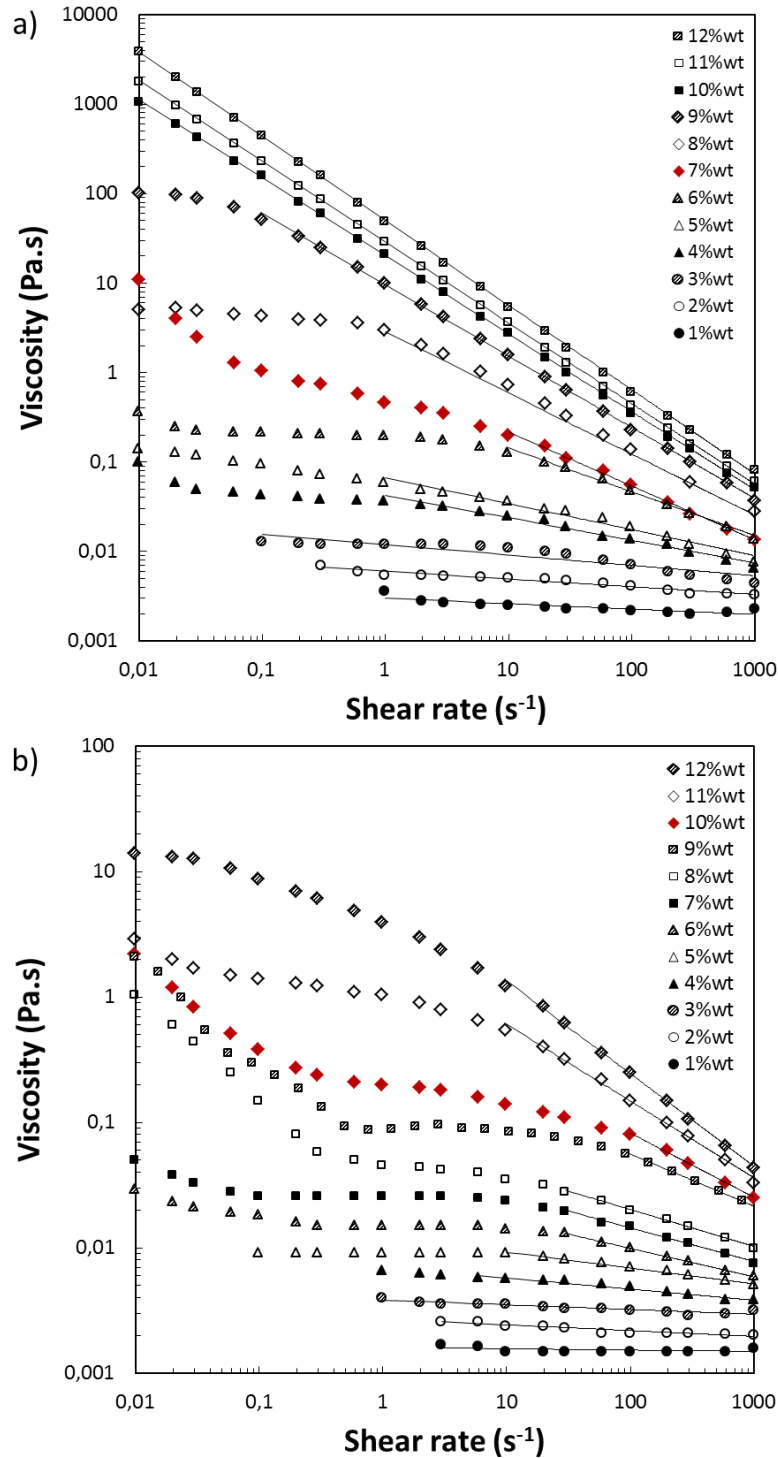 a)
10000
1000
100
10
1
0,1
0,01
0,001
Viscosity (Pa.s)
12%wt
11%wt
10%wt
9%wt
8%wt
7%wt
6%wt
5%wt
4%wt
3%wt
2%wt
1%wt
0,01 0,1 1 10 100 1000
Shear rate (s⁻¹)
b)
100
10
1
0,1
0,01
0,001
Viscosity (Pa.s)
12%wt
11%wt
10%wt
9%wt
8%wt
7%wt
6%wt
5%wt
4%wt
3%wt
2%wt
1%wt
0,01 0,1 1 10 100 1000
Shear rate (s⁻¹)